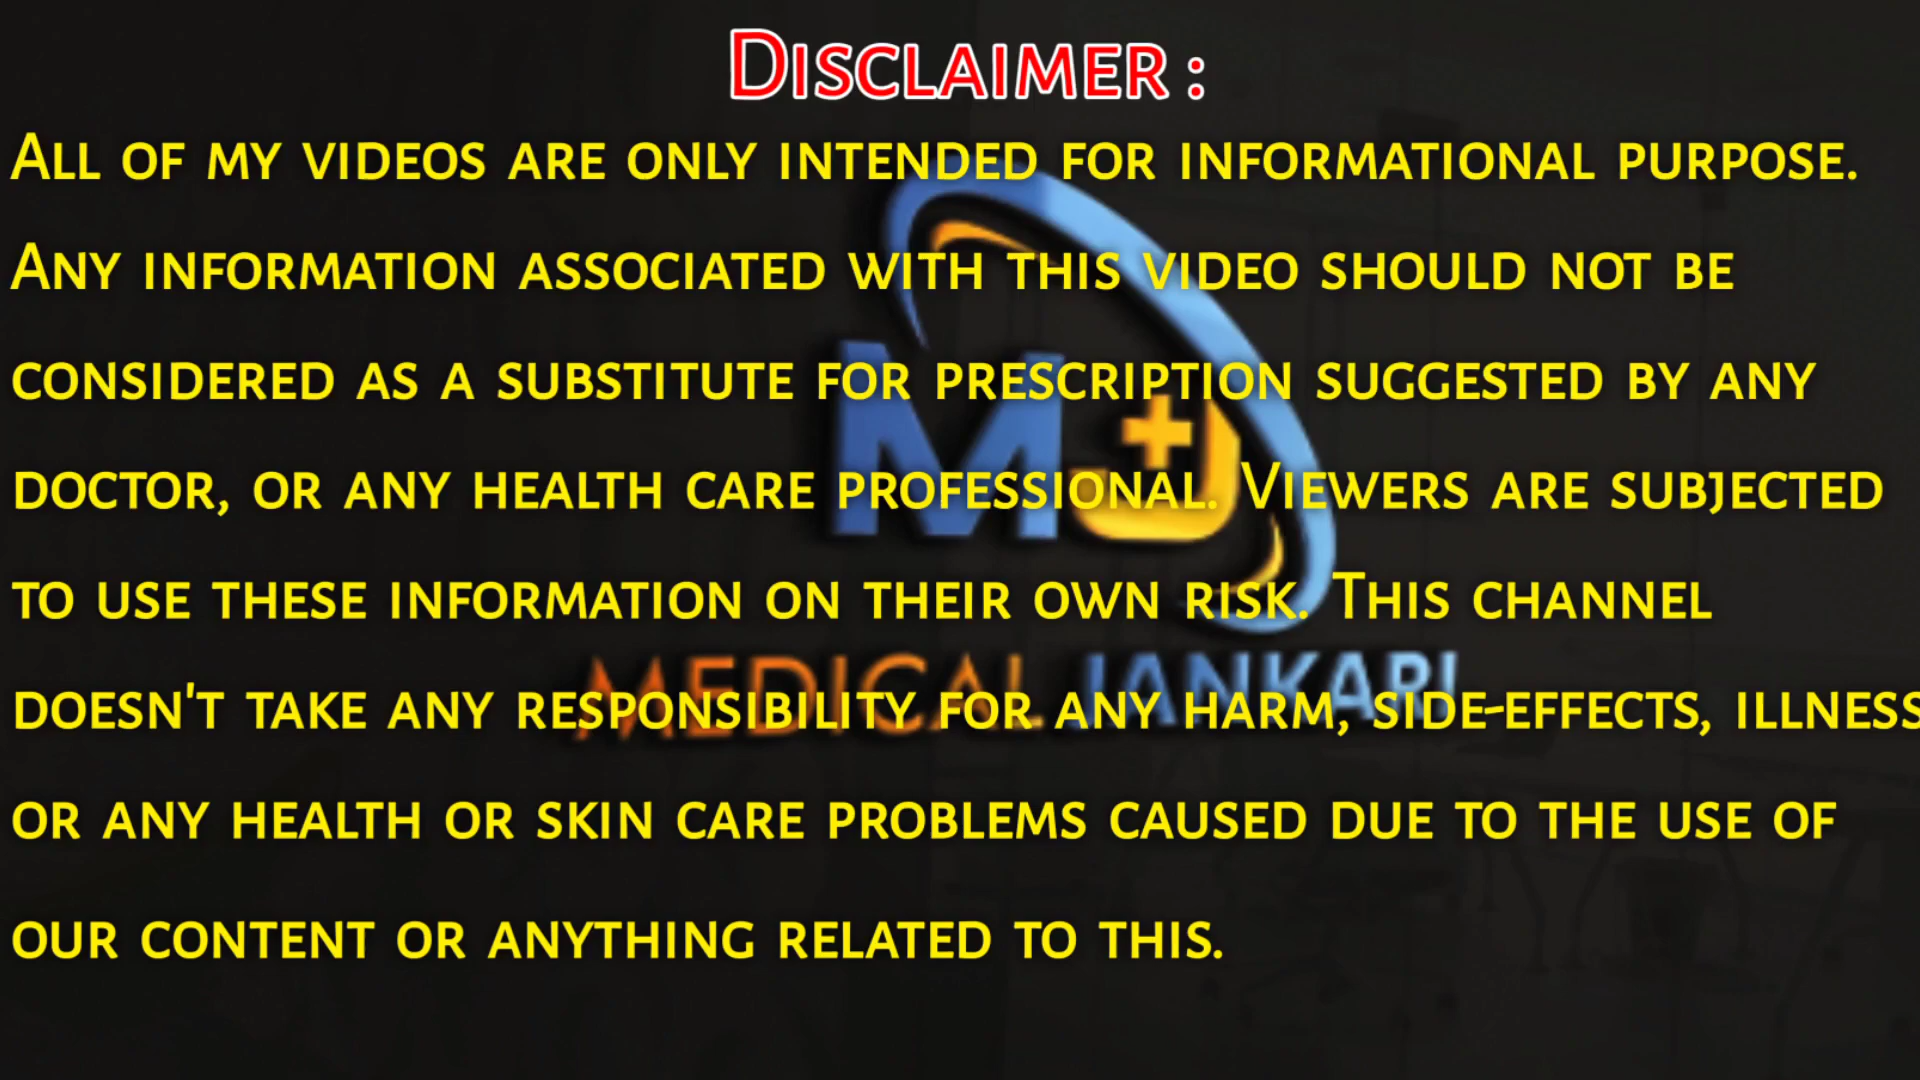 Disclaimer :
All of my videos are only intended for informational purpose.
Any information associated with this video should not be
considered as a substitute for prescription suggested by any
doctor, or any health care professional. Viewers are subjected
to use these information on their own risk. This channel
doesn't take any responsibility for any harm, side-effects, illness
or any health or skin care problems caused due to the use of
our content or anything related to this.
MJ
MEDICAL JANKARI